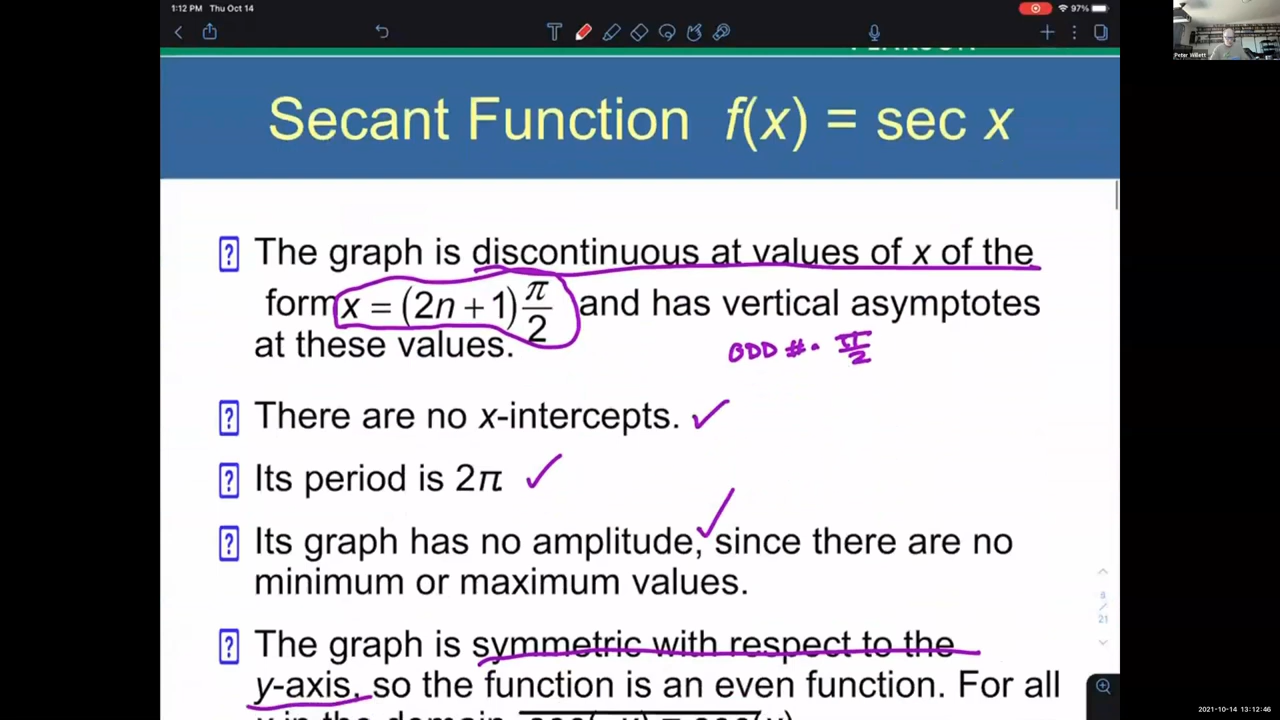 1:12 PM Thu Oct 14
97%
Peter Willett
Secant Function f(x) = sec x
The graph is discontinuous at values of x of the
form x = (2n + 1) π/2 and has vertical asymptotes
at these values.
ODD # · π/2
There are no x-intercepts. ✓
Its period is 2π ✓
Its graph has no amplitude, since there are no ✓
minimum or maximum values.
The graph is symmetric with respect to the
y-axis, so the function is an even function. For all
8
/
21
2021-10-14 13:12:46